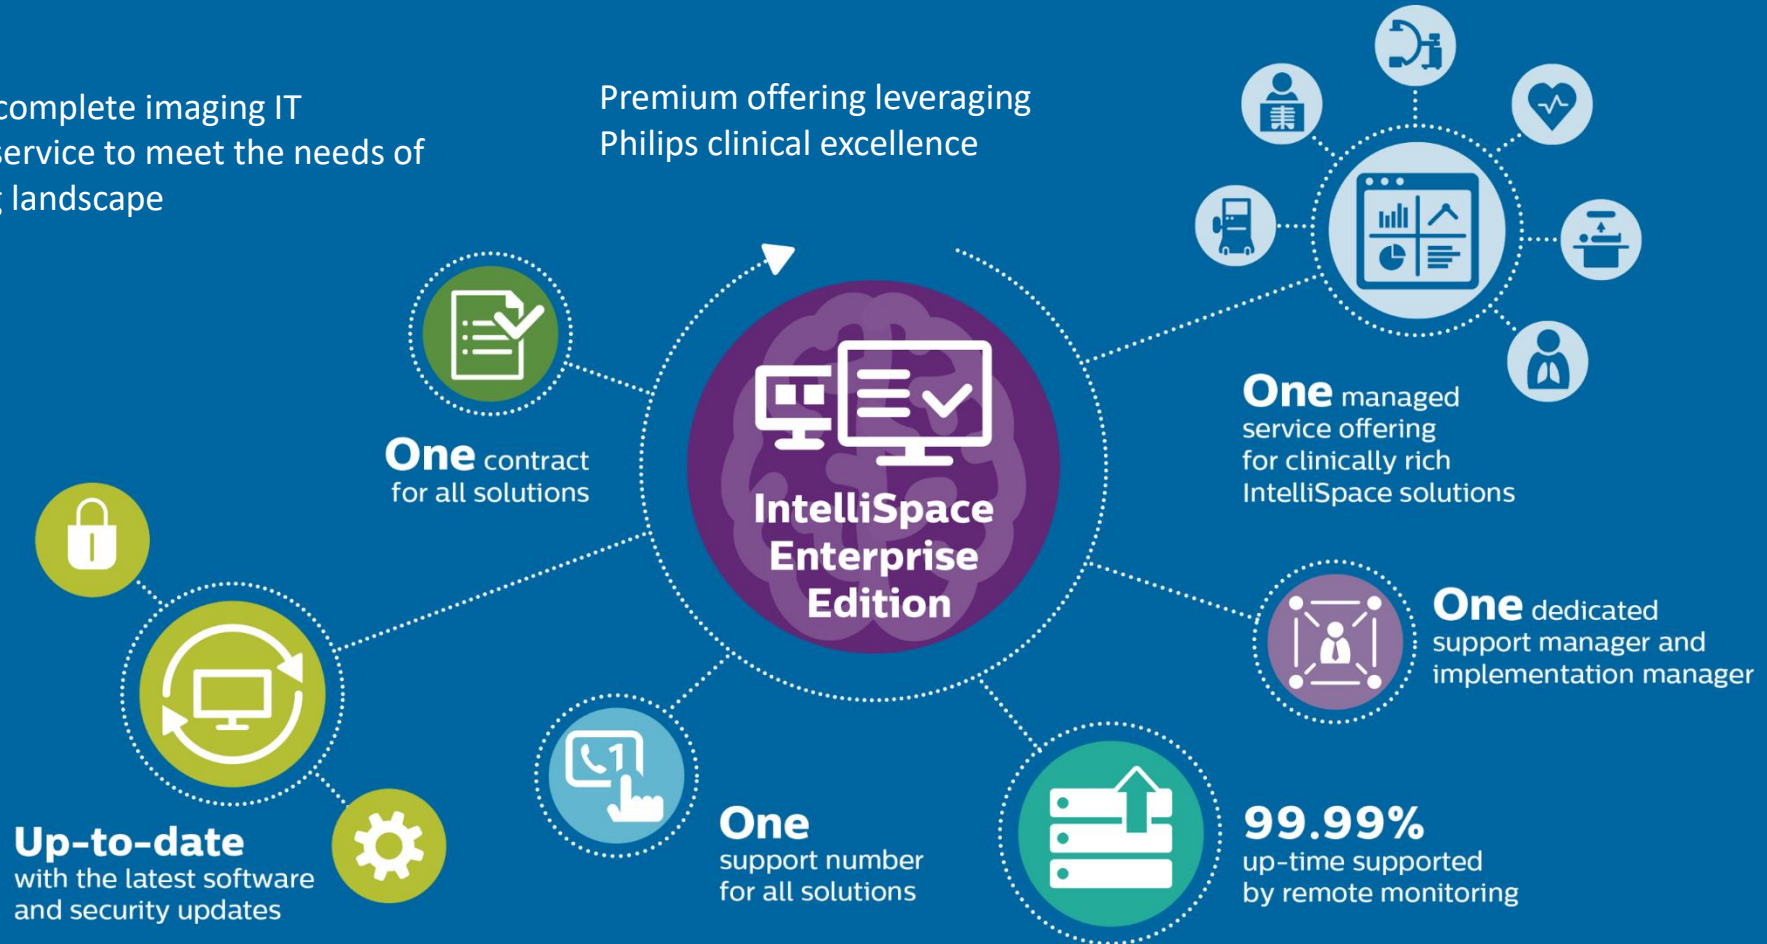 complete imaging IT
service to meet the needs of
landscape
Premium offering leveraging
Philips clinical excellence
One contract
for all solutions
IntelliSpace
Enterprise
Edition
One managed
service offering
for clinically rich
IntelliSpace solutions
One dedicated
support manager and
implementation manager
Up-to-date
with the latest software
and security updates
1
One
support number
for all solutions
99.99%
up-time supported
by remote monitoring